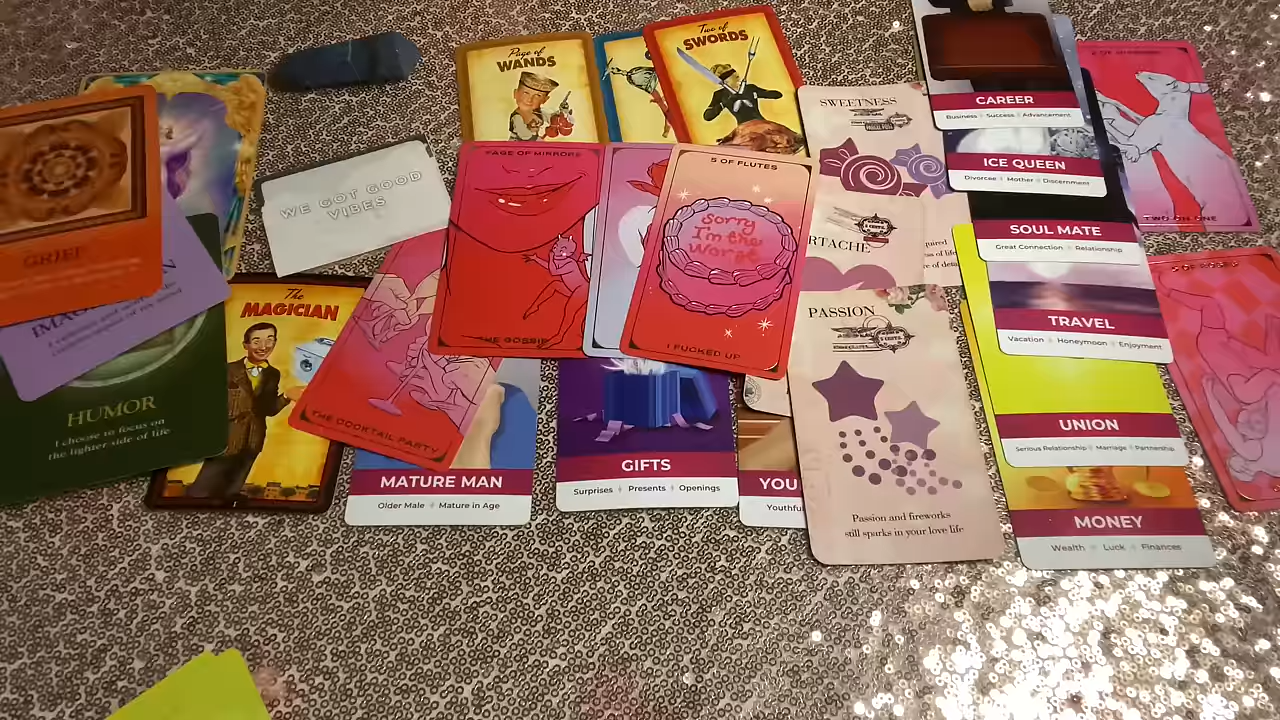 GRIEF
HUMOR
I choose to focus on
the lighter side of life
WE GOT GOOD
VIBES
The
MAGICIAN
THE COCKTAIL PARTY
MATURE MAN
Older Male Mature in Age
Page of
WANDS
Two of
SWORDS
PAGE OF MIRRORS
THE GOSSIP
5 OF FLUTES
Sorry
I'm the
Worst
I FUCKED UP
GIFTS
Surprises Presents Openings
YOU
Youthful
SWEETNESS
RTACHE
PASSION
5 CENTS
Passion and fireworks
still sparks in your love life
CAREER
Business Success Advancement
ICE QUEEN
Divorcee Mother Discernment
SOUL MATE
Great Connection Relationship
TRAVEL
Vacation Honeymoon Enjoyment
UNION
Serious Relationship Marriage Partnership
MONEY
Wealth Luck Finances
TWO ON ONE